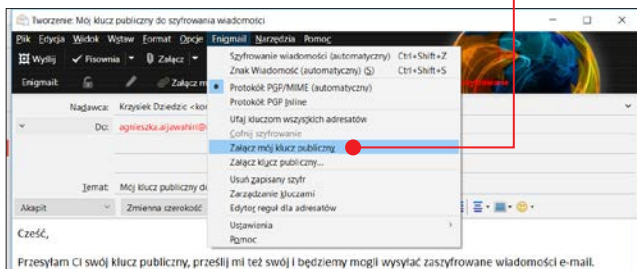 Tworzenie: Mój klucz publiczny do szyfrowania wiadomości
Plik Edycja Widok Wstaw Format Opcje Enigmail Narzędzia Pomoc
Wyślij Fisownia Załącz
Enigmail: Załącz m
Szyfrowanie wiadomości (automatyczny) Ctrl+Shift+Z
Znak Wiadomość (automatyczny) (S) Ctrl+Shift+S
Protokół: PGP/MIME (automatyczny)
Protokół: PGP Inline
Ufaj kluczom wszystkich adresatów
Cofnij szyfrowanie
Załącz mój klucz publiczny
Załącz klucz publiczny...
Usuń zapisany szyfr
Zarządzanie kluczami
Edytor reguł dla adresatów
Ustawienia
Pomoc
Nadawca: Krzysiek Dziedzic <kor
Do: agnieszka.aijawahiri@
Temat: Mój klucz publiczny do
Akapit Zmienna szerokość
Cześć,
Przesyłam Ci swój klucz publiczny, prześlij mi też swój i będziemy mogli wysyłać zaszyfrowane wiadomości e-mail.